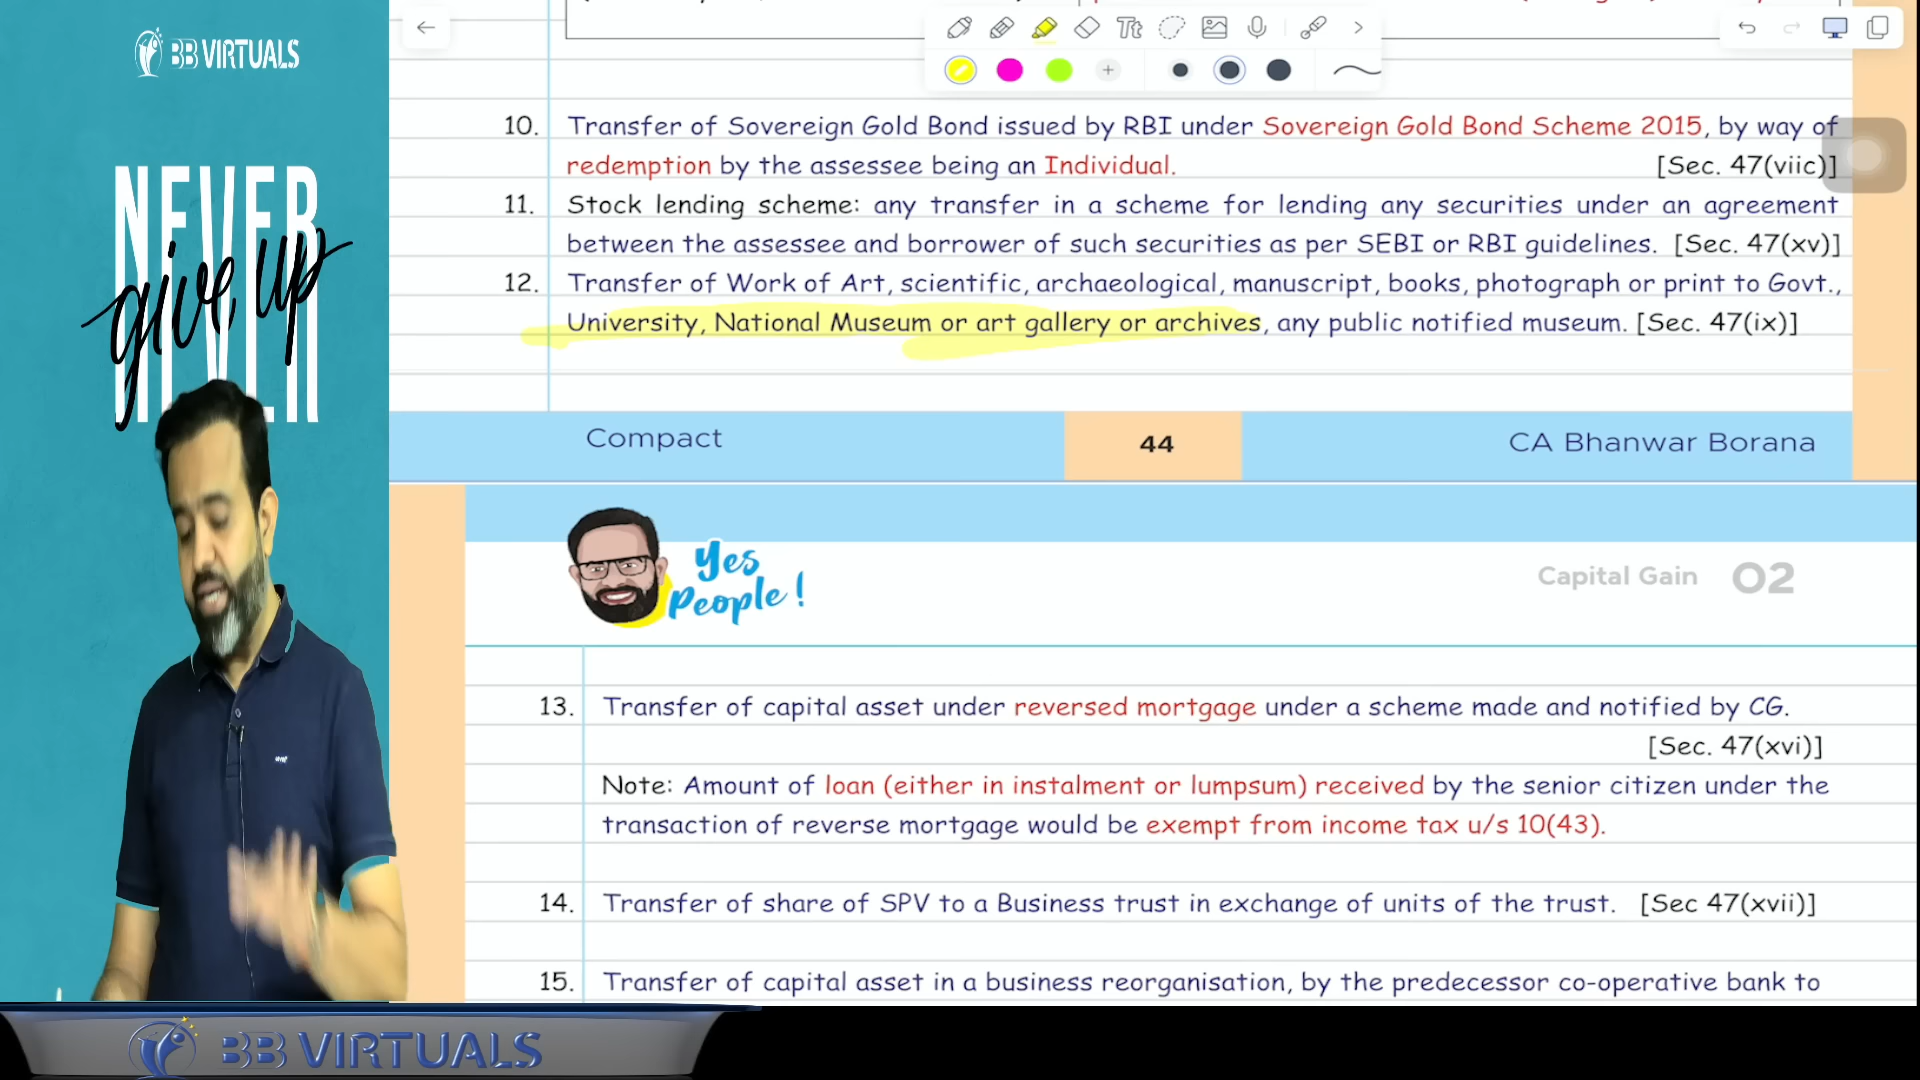 BB VIRTUALS
NEVER
give up
NEVER
10. Transfer of Sovereign Gold Bond issued by RBI under Sovereign Gold Bond Scheme 2015, by way of
redemption by the assessee being an Individual. [Sec. 47(viic)]
11. Stock lending scheme: any transfer in a scheme for lending any securities under an agreement
between the assessee and borrower of such securities as per SEBI or RBI guidelines. [Sec. 47(xv)]
12. Transfer of Work of Art, scientific, archaeological, manuscript, books, photograph or print to Govt.,
University, National Museum or art gallery or archives, any public notified museum. [Sec. 47(ix)]
Compact 44 CA Bhanwar Borana
Yes
People !
Capital Gain 02
13. Transfer of capital asset under reversed mortgage under a scheme made and notified by CG.
[Sec. 47(xvi)]
Note: Amount of loan (either in instalment or lumpsum) received by the senior citizen under the
transaction of reverse mortgage would be exempt from income tax u/s 10(43).
14. Transfer of share of SPV to a Business trust in exchange of units of the trust. [Sec 47(xvii)]
15. Transfer of capital asset in a business reorganisation, by the predecessor co-operative bank to
BB VIRTUALS